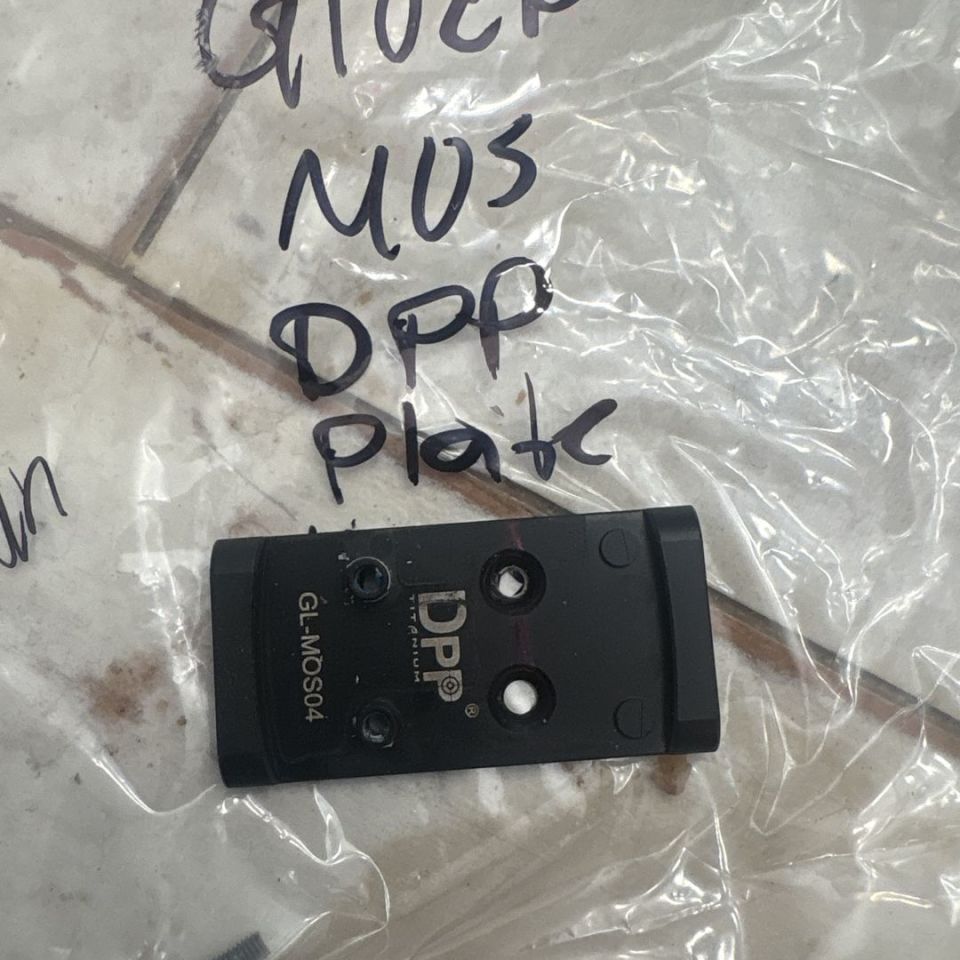 Glock
MOS
DPP
Plate
GL-MOS04
DPP
TITANIUM
®